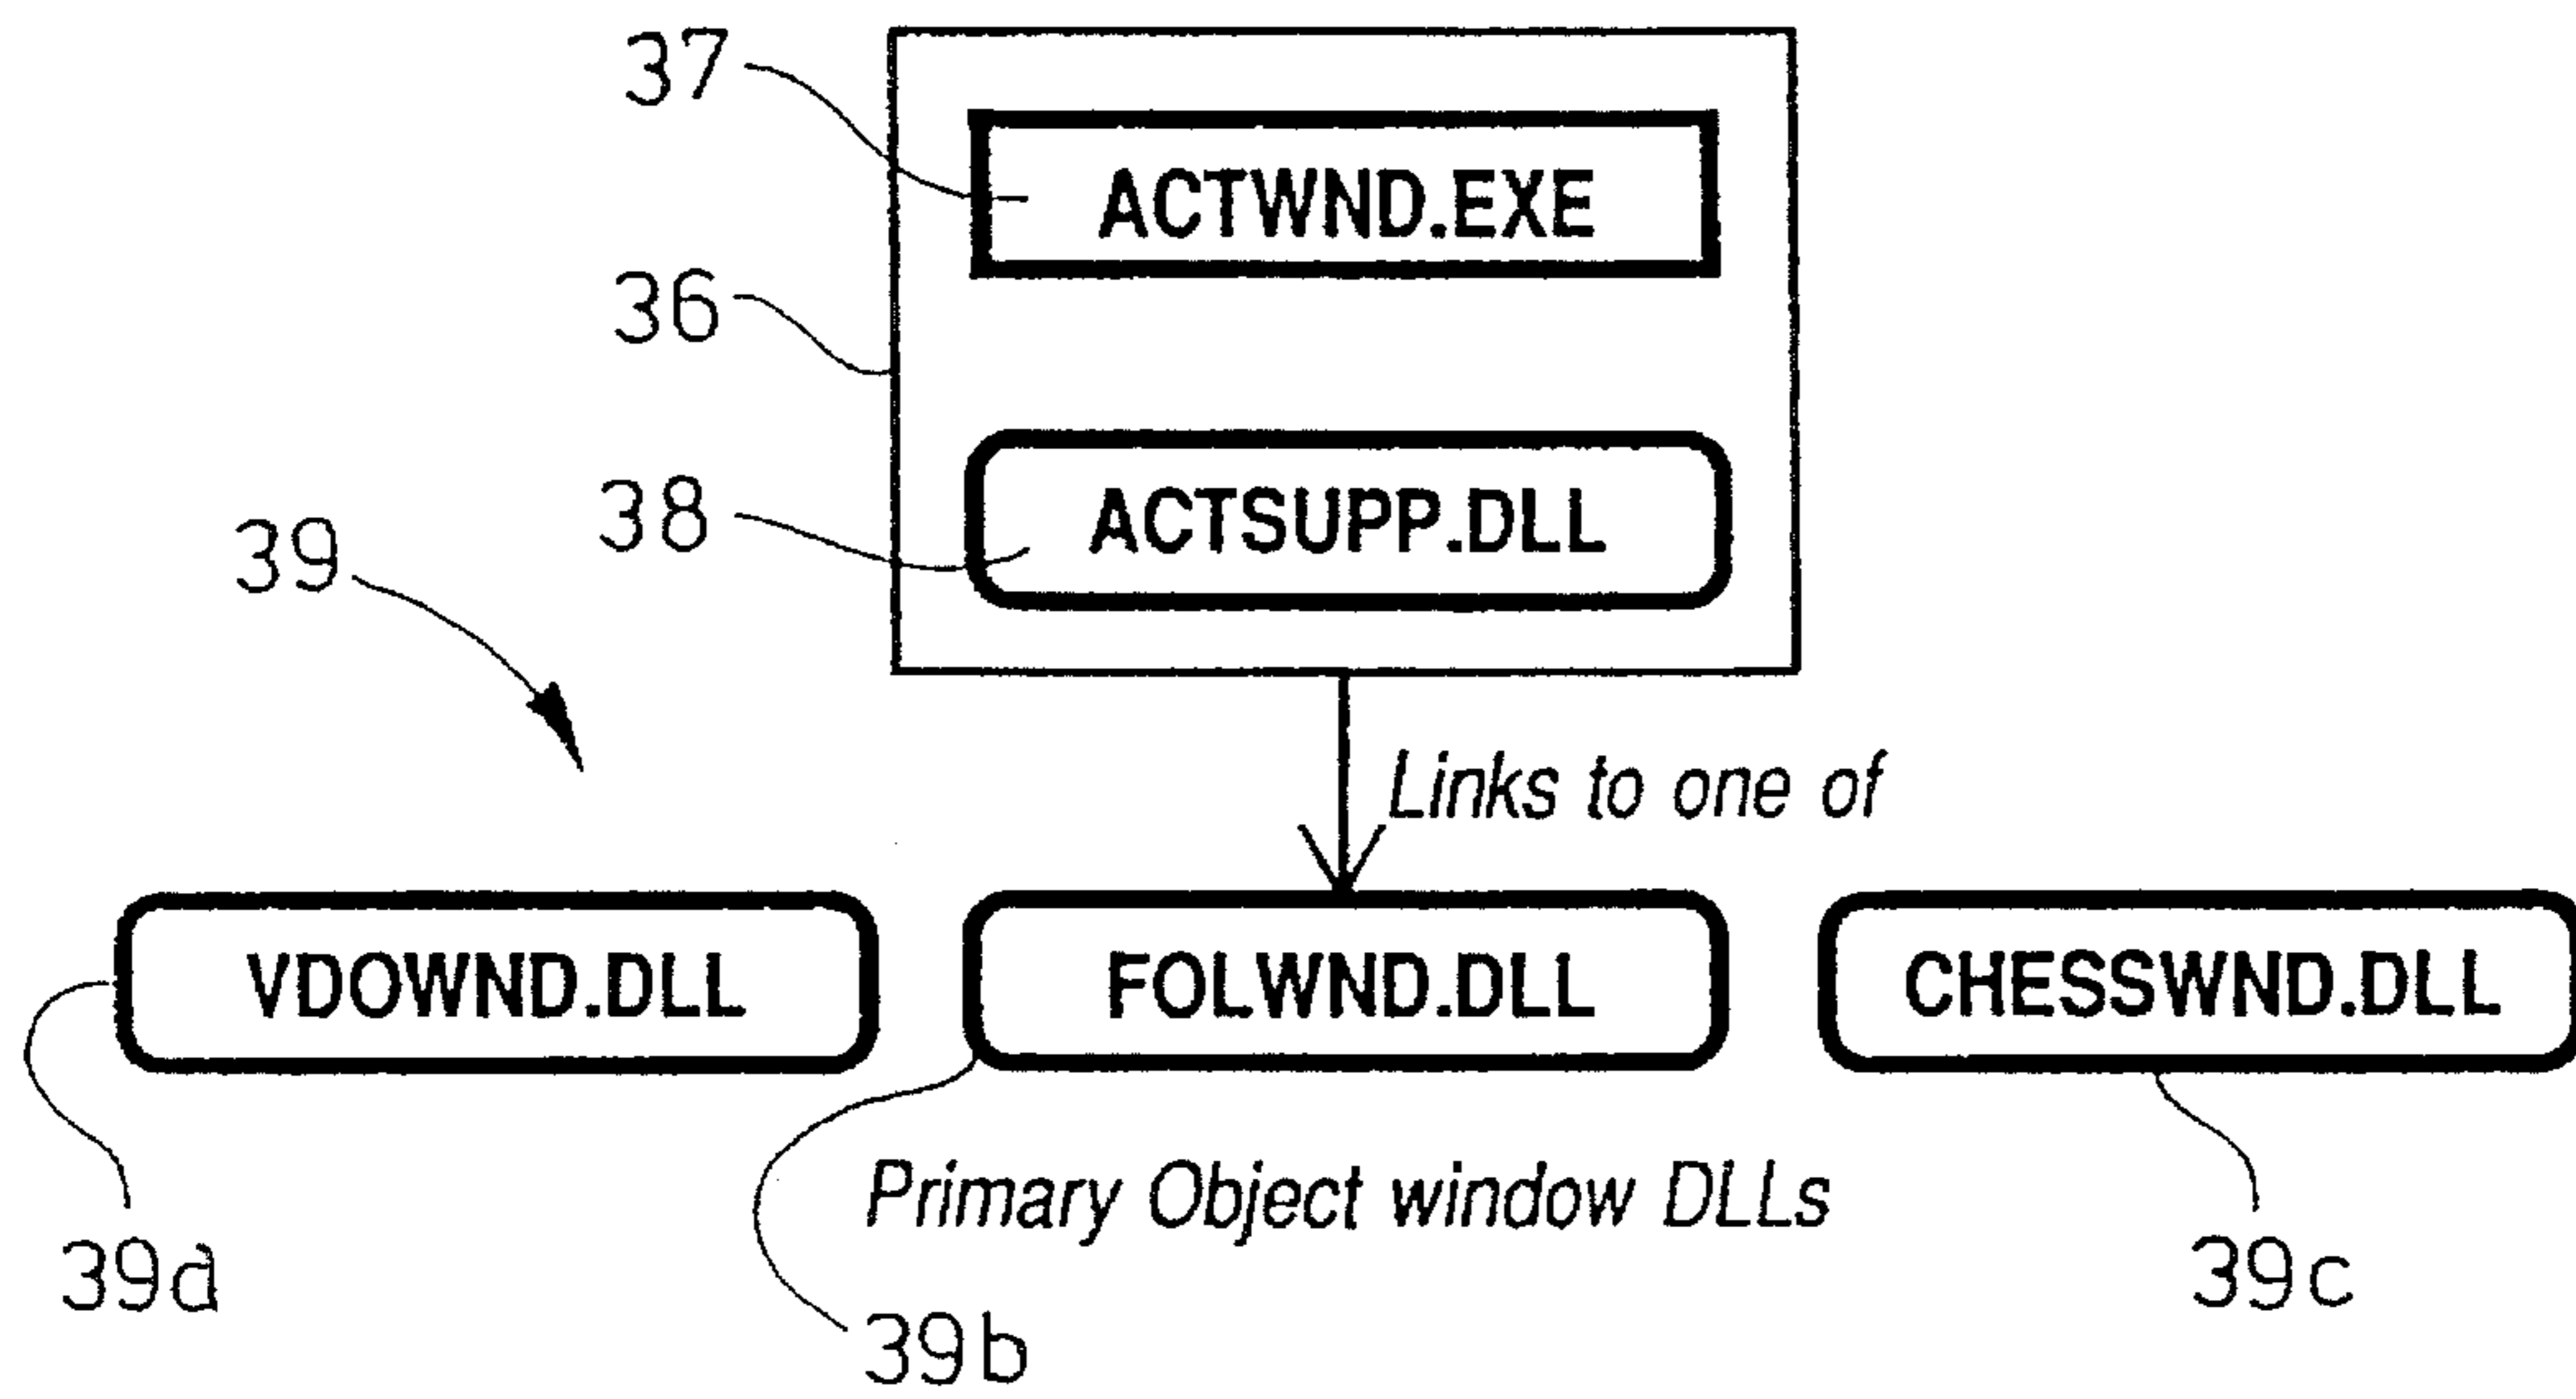 37
ACTWND.EXE
36
38
ACTSUPP.DLL
39
Links to one of
VDOWND.DLL
FOLWND.DLL
CHESSWND.DLL
Primary Object window DLLs
39a
39b
39c